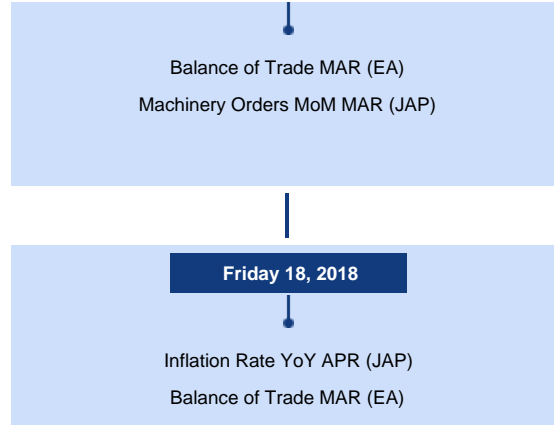 Balance of Trade MAR (EA)
Machinery Orders MoM MAR (JAP)
Friday 18, 2018
Inflation Rate YoY APR (JAP)
Balance of Trade MAR (EA)